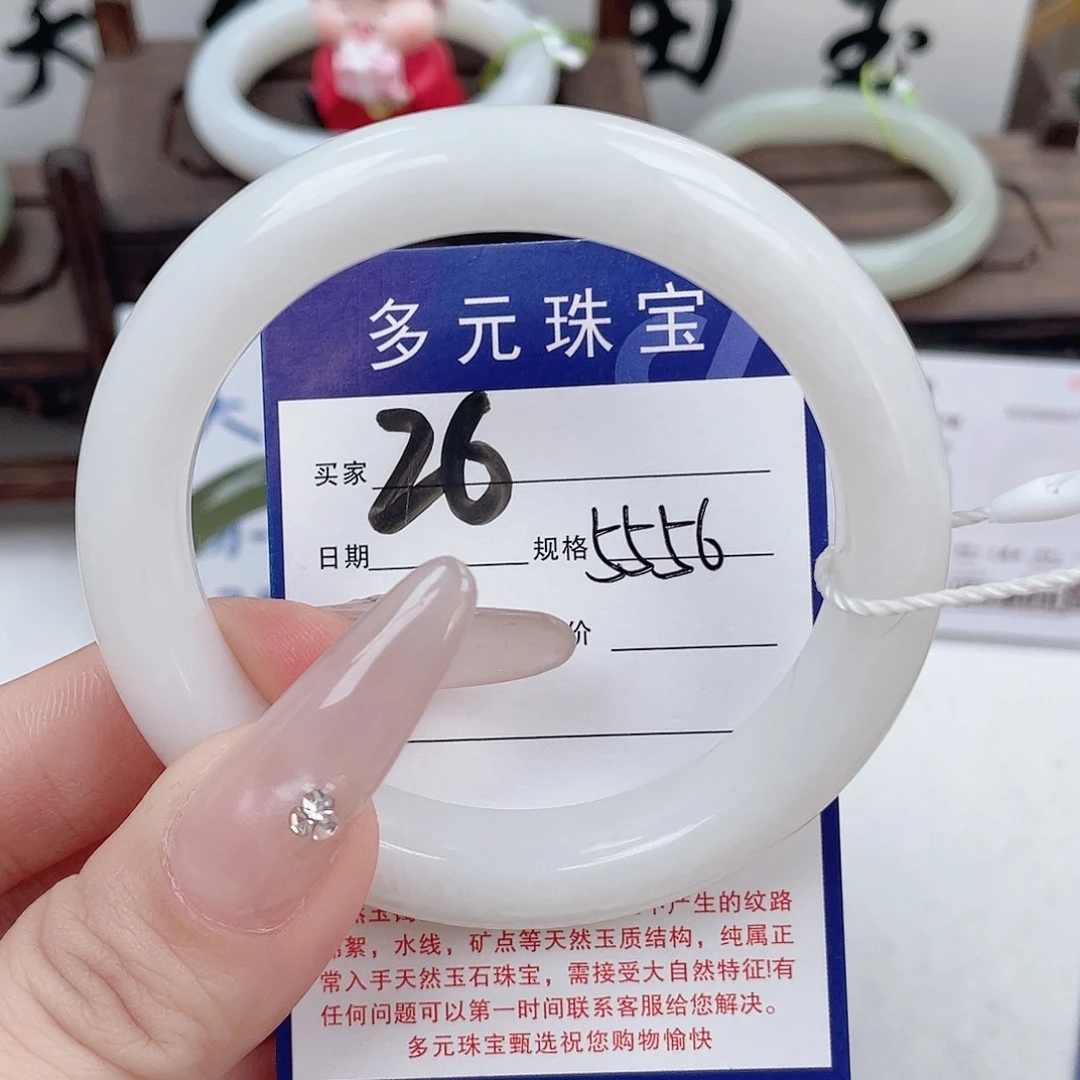 田玉
多元珠宝
买家 26
日期 规格 5556
价
产生的纹路
絮，水线，矿点等天然玉质结构，纯属正
常入手天然玉石珠宝，需接受大自然特征!有
任何问题可以第一时间联系客服给您解决。
多元珠宝甄选祝您购物愉快